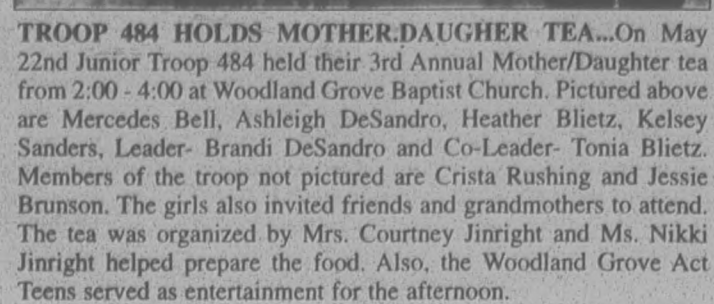 TROOP 484 HOLDS MOTHER:DAUGHER TEA...On May
22nd Junior Troop 484 held their 3rd Annual Mother/Daughter tea
from 2:00 - 4:00 at Woodland Grove Baptist Church. Pictured above
are Mercedes Bell, Ashleigh DeSandro, Heather Blietz, Kelsey
Sanders, Leader- Brandi DeSandro and Co-Leader- Tonia Blietz.
Members of the troop not pictured are Crista Rushing and Jessie
Brunson. The girls also invited friends and grandmothers to attend.
The tea was organized by Mrs. Courtney Jinright and Ms. Nikki
Jinright helped prepare the food. Also, the Woodland Grove Act
Teens served as entertainment for the afternoon.